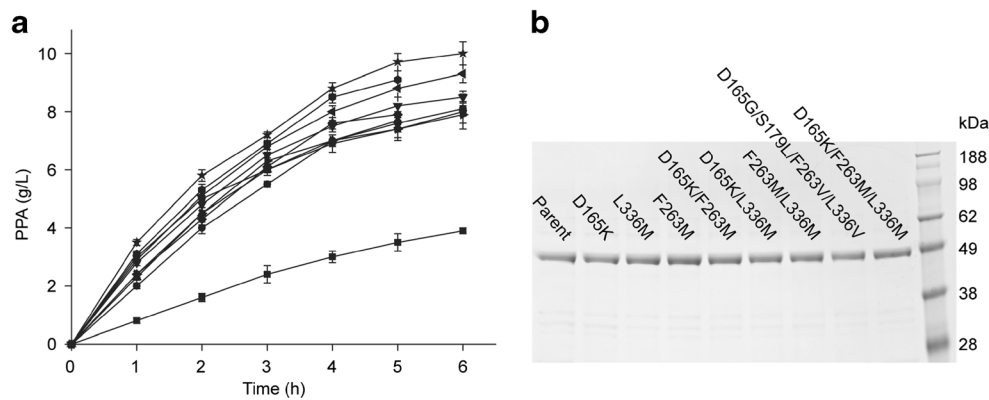 a
PPA (g/L)
10
8
6
4
2
0
0 1 2 3 4 5 6
Time (h)
b
Parent
D165K
L336M
F263M
D165K/F263M
D165K/L336M
F263M/L336M
D165G/S179L/F263V/L336V
D165K/F263M/L336M
kDa
188
98
62
49
38
28